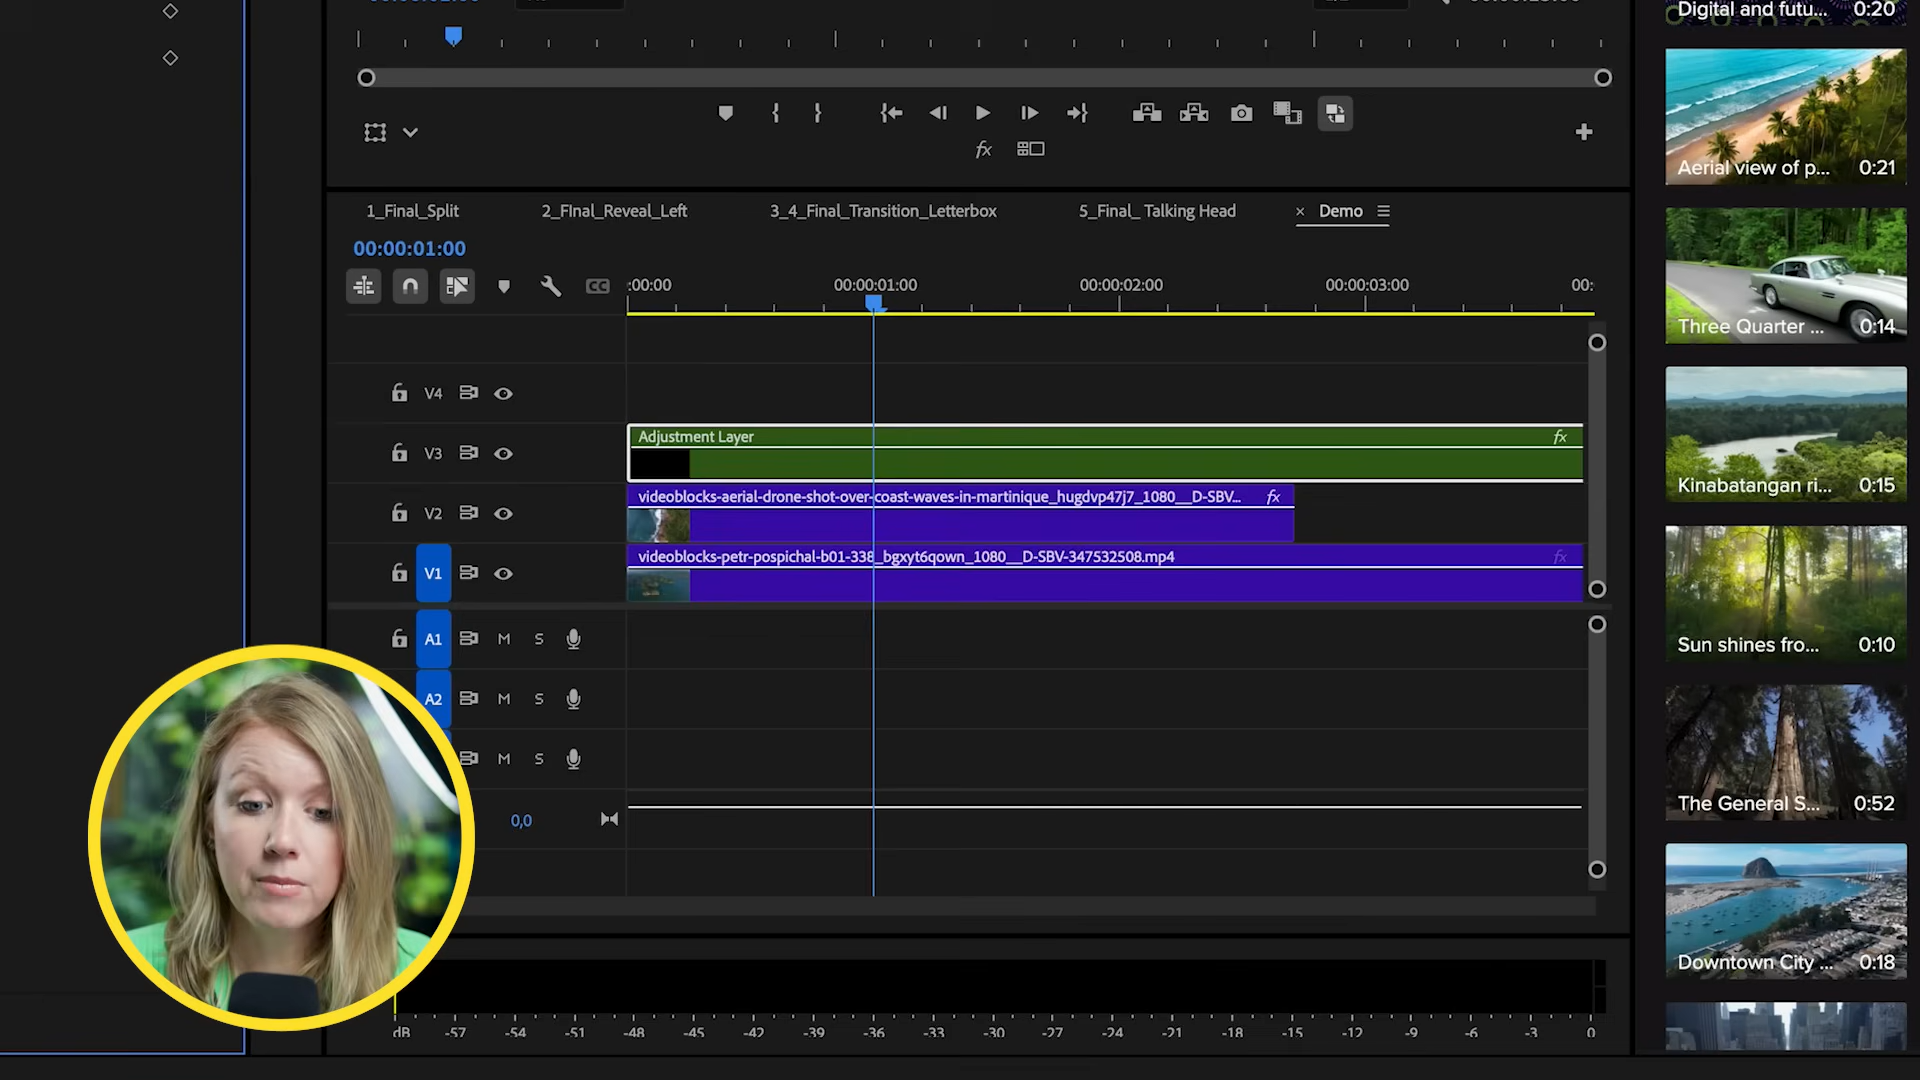 Digital and futu... 0:20
Aerial view of p... 0:21
fx
1_Final_Split 2_FInal_Reveal_Left 3_4_Final_Transition_Letterbox 5_Final_ Talking Head × Demo
00:00:01:00
CC :00:00 00:00:01:00 00:00:02:00 00:00:03:00 00:
Three Quarter ... 0:14
V4
V3 Adjustment Layer fx
Kinabatangan ri... 0:15
V2 videoblocks-aerial-drone-shot-over-coast-waves-in-martinique_hugdvp47j7_1080__D-SBV... fx
V1 videoblocks-petr-pospichal-b01-338_bgxyt6qown_1080__D-SBV-347532508.mp4 fx
A1 M S
Sun shines fro... 0:10
A2 M S
M S
The General S... 0:52
0,0
Downtown City ... 0:18
dB -57 -54 -51 -48 -45 -42 -39 -36 -33 -30 -27 -24 -21 -18 -15 -12 -9 -6 -3 0